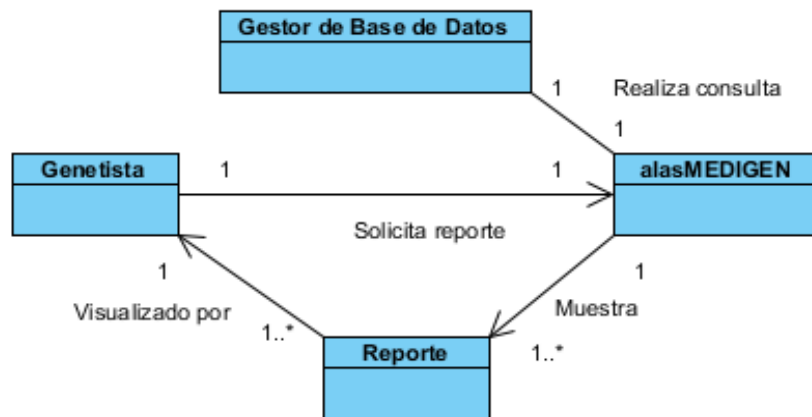 Gestor de Base de Datos
1
Realiza consulta
1
Genetista
1
1
alasMEDIGEN
Solicita reporte
1
1
Visualizado por
Muestra
1..*
Reporte
1..*